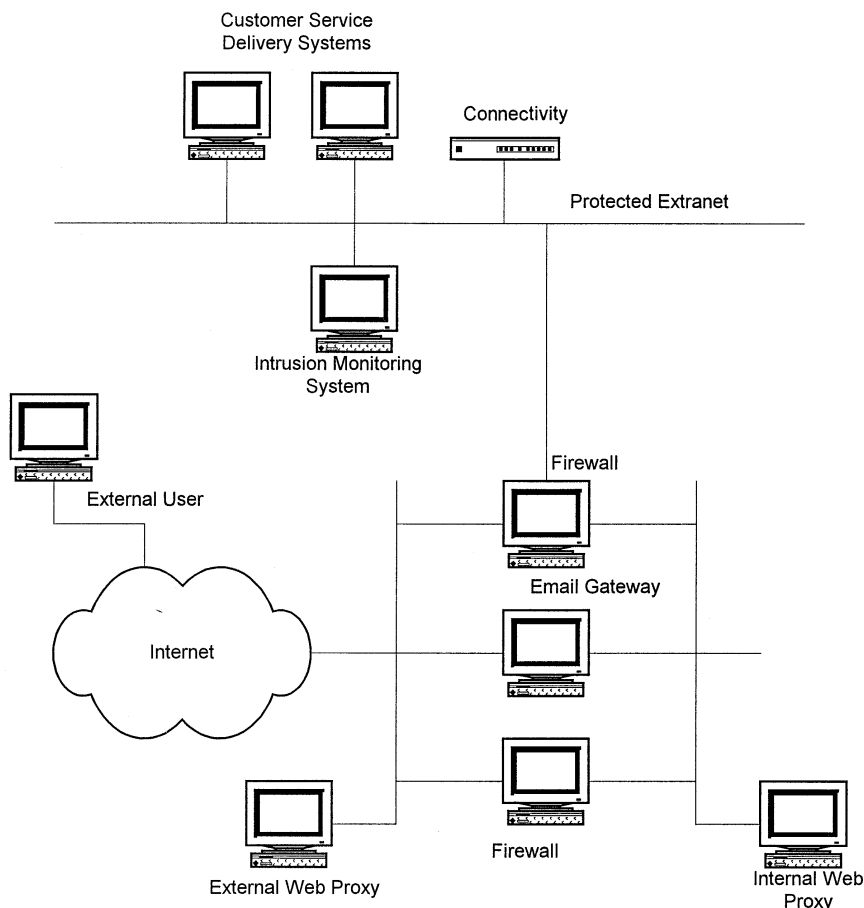 Customer Service
Delivery Systems
Connectivity
Protected Extranet
Intrusion Monitoring
System
External User
Firewall
Email Gateway
Internet
Firewall
External Web Proxy
Internal Web
Proxy